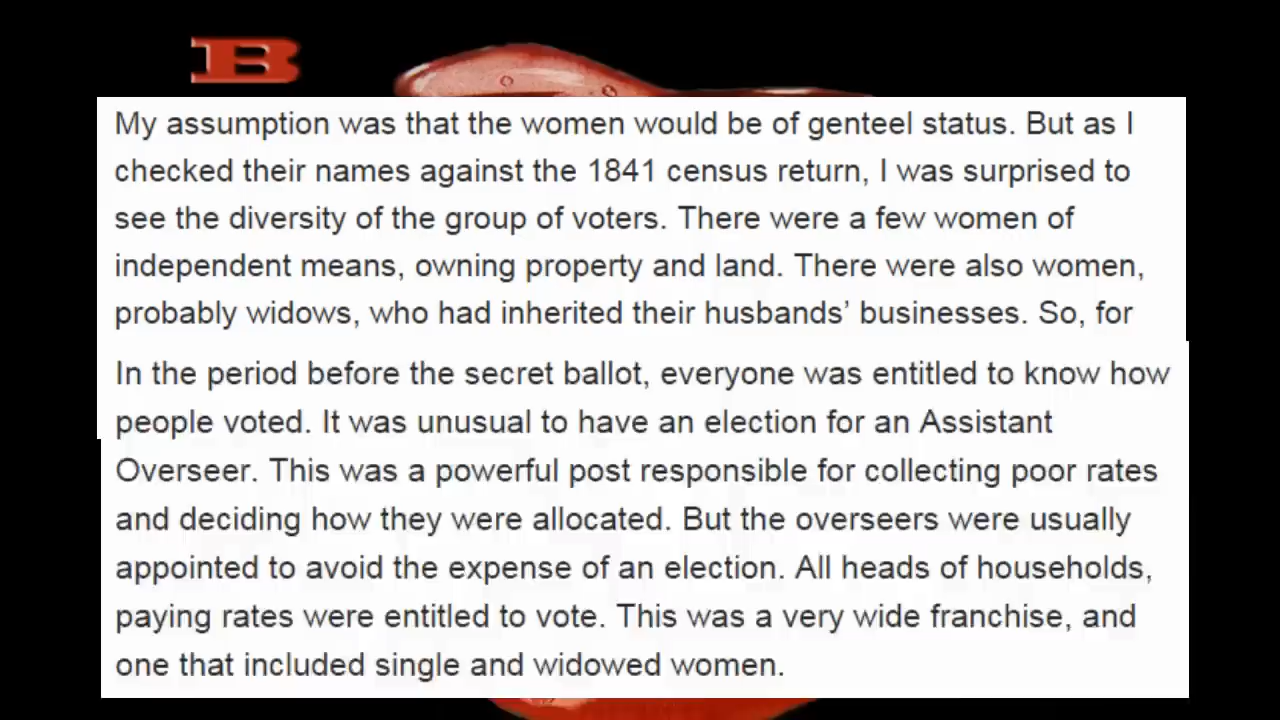 B
My assumption was that the women would be of genteel status. But as I
checked their names against the 1841 census return, I was surprised to
see the diversity of the group of voters. There were a few women of
independent means, owning property and land. There were also women,
probably widows, who had inherited their husbands’ businesses. So, for
In the period before the secret ballot, everyone was entitled to know how
people voted. It was unusual to have an election for an Assistant
Overseer. This was a powerful post responsible for collecting poor rates
and deciding how they were allocated. But the overseers were usually
appointed to avoid the expense of an election. All heads of households,
paying rates were entitled to vote. This was a very wide franchise, and
one that included single and widowed women.